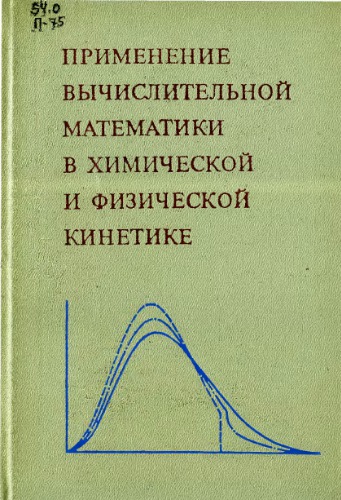 54.0
П-75
ПРИМЕНЕНИЕ
ВЫЧИСЛИТЕЛЬНОЙ
МАТЕМАТИКИ
В ХИМИЧЕСКОЙ
И ФИЗИЧЕСКОЙ
КИНЕТИКЕ